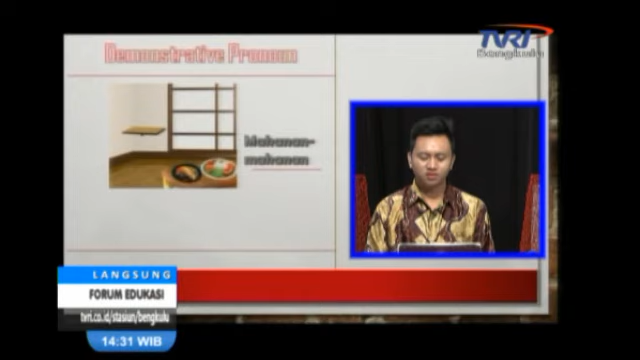 TVRI
Bengkulu
Demonstrative Pronoun
Makanan-
makanan
LANGSUNG
FORUM EDUKASI
tvri.co.id/stasiun/bengkulu
14:31 WIB